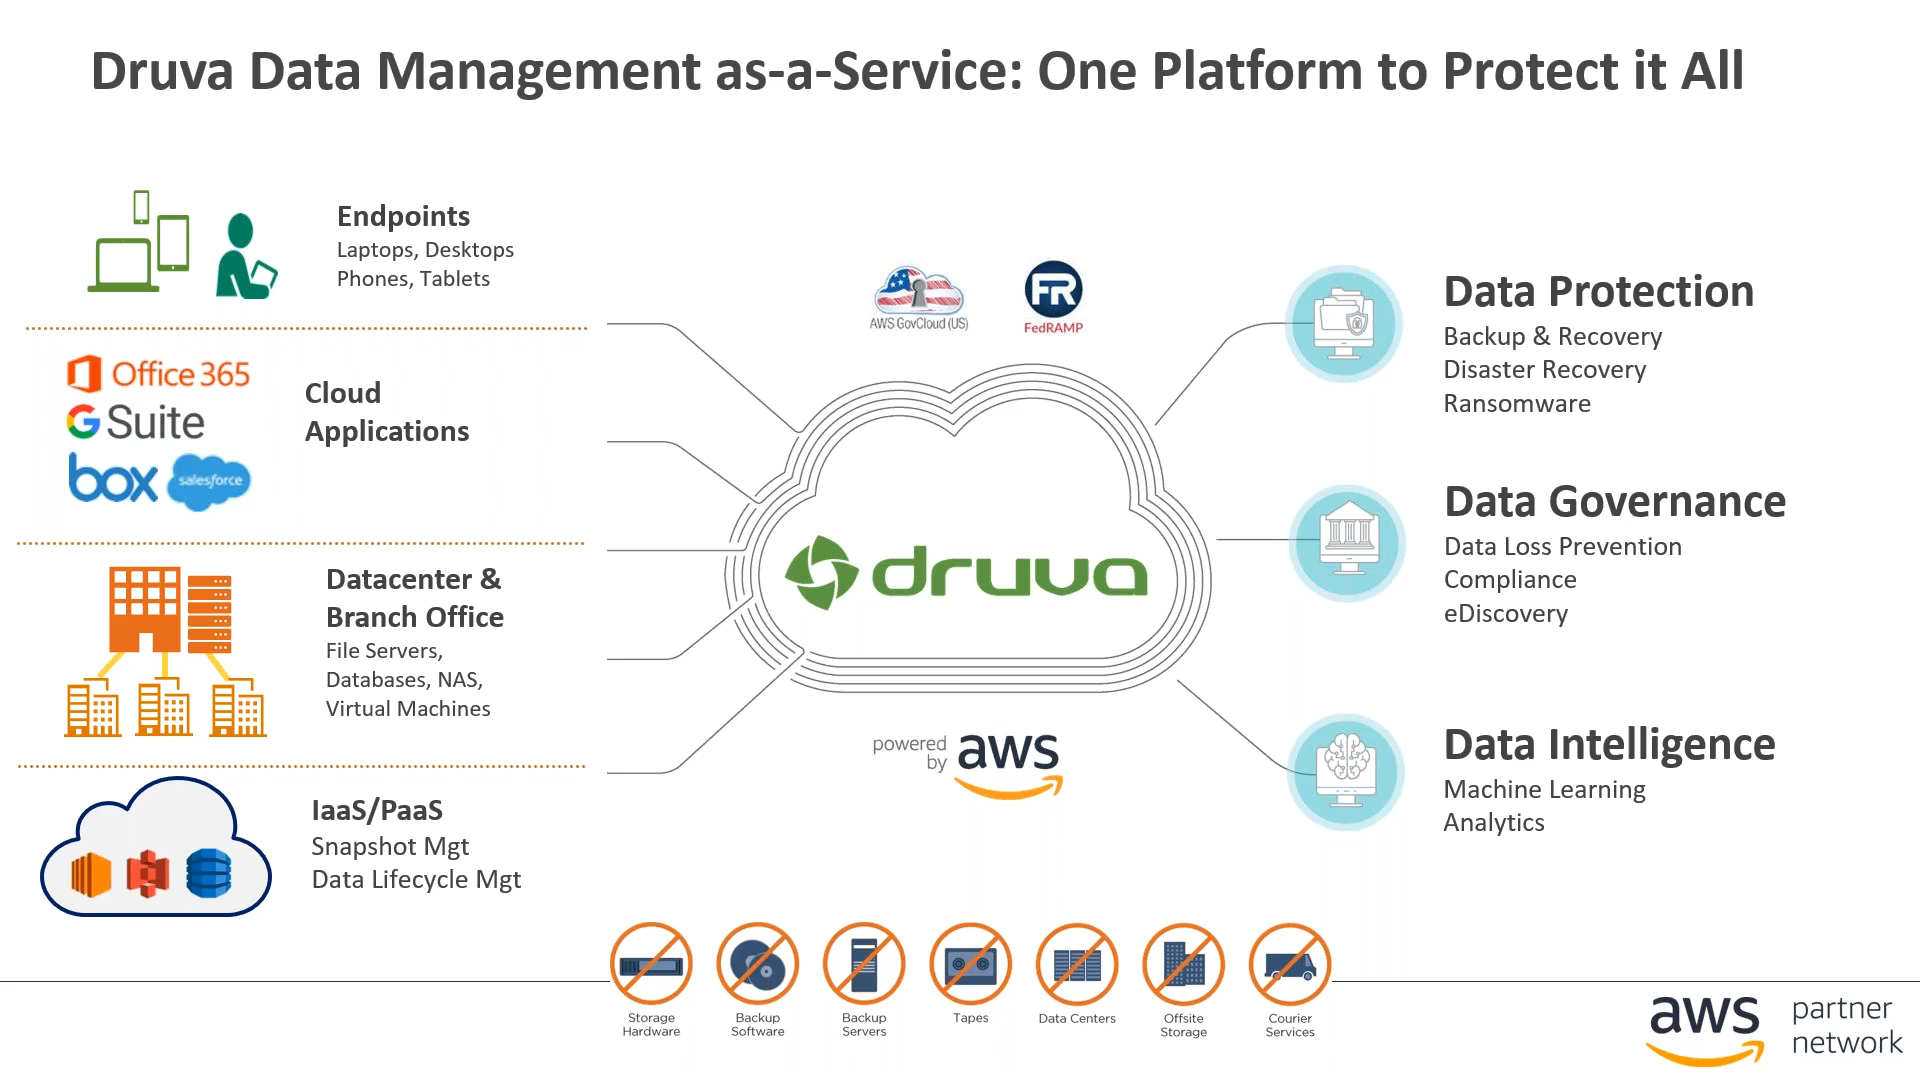 Druva Data Management as-a-Service: One Platform to Protect it All
Endpoints
Laptops, Desktops
Phones, Tablets
Office 365
G Suite
box
salesforce
Cloud
Applications
Datacenter &
Branch Office
File Servers,
Databases, NAS,
Virtual Machines
IaaS/PaaS
Snapshot Mgt
Data Lifecycle Mgt
AWS GovCloud (US)
FR
FedRAMP
druva
powered
by
aws
Data Protection
Backup & Recovery
Disaster Recovery
Ransomware
Data Governance
Data Loss Prevention
Compliance
eDiscovery
Data Intelligence
Machine Learning
Analytics
Storage
Hardware
Backup
Software
Backup
Servers
Tapes
Data Centers
Offsite
Storage
Courier
Services
aws
partner
network